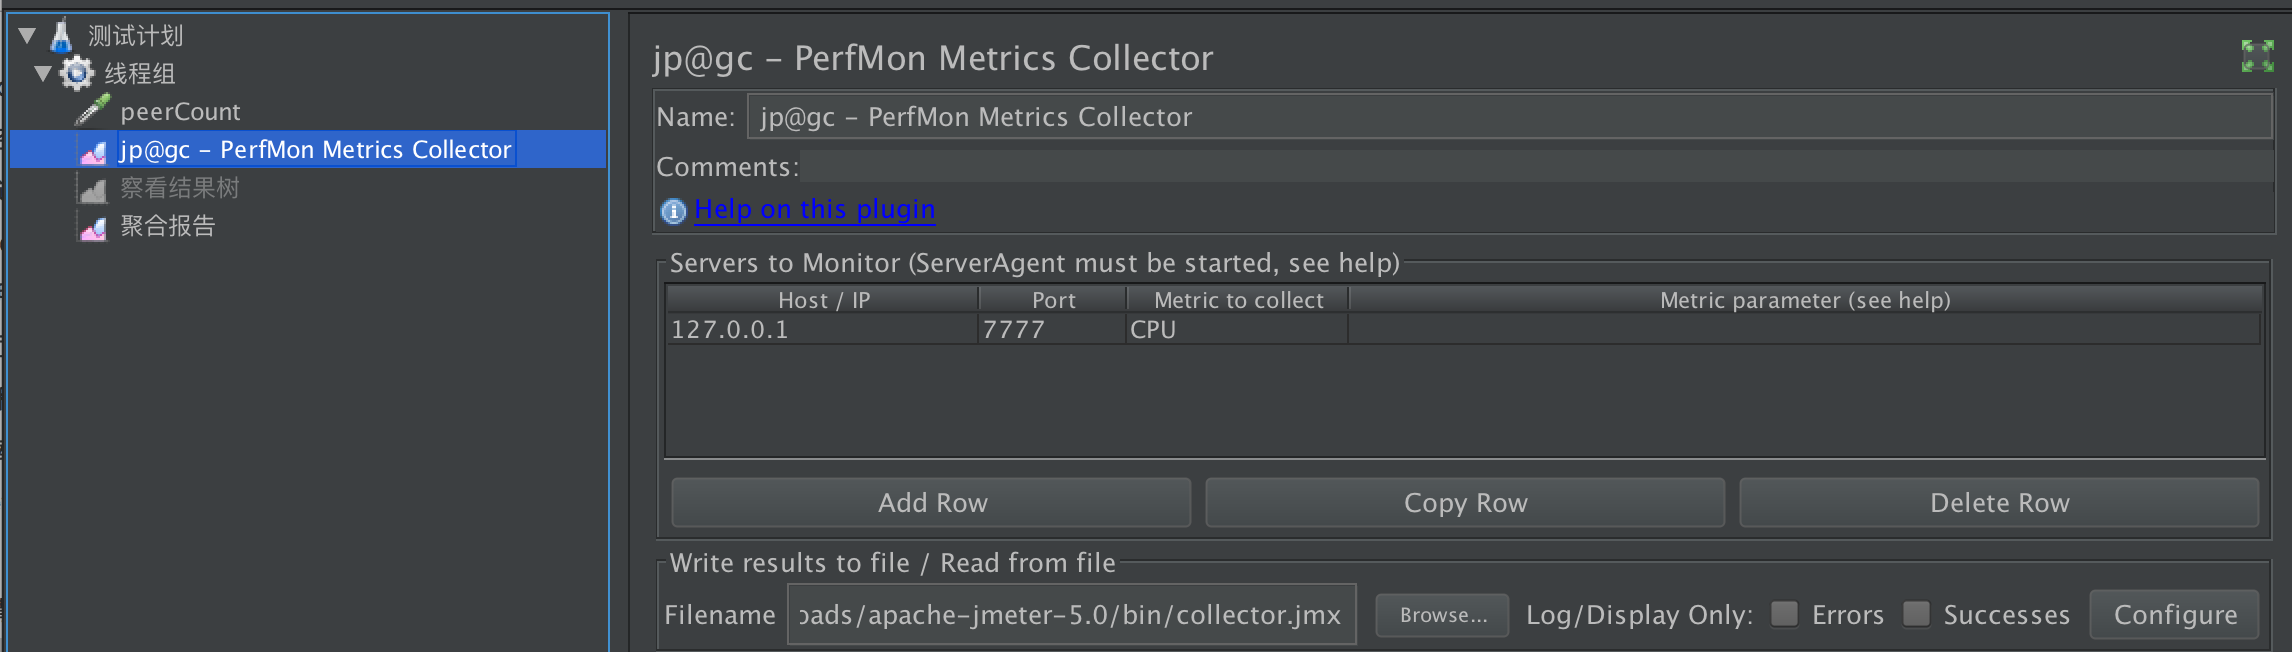 测试计划
线程组
peerCount
jp@gc - PerfMon Metrics Collector
察看结果树
聚合报告
jp@gc - PerfMon Metrics Collector
Name: jp@gc - PerfMon Metrics Collector
Comments:
Help on this plugin
Servers to Monitor (ServerAgent must be started, see help)
Host / IP Port Metric to collect Metric parameter (see help)
127.0.0.1 7777 CPU
Add Row Copy Row Delete Row
Write results to file / Read from file
Filename oads/apache-jmeter-5.0/bin/collector.jmx Browse... Log/Display Only: Errors Successes Configure